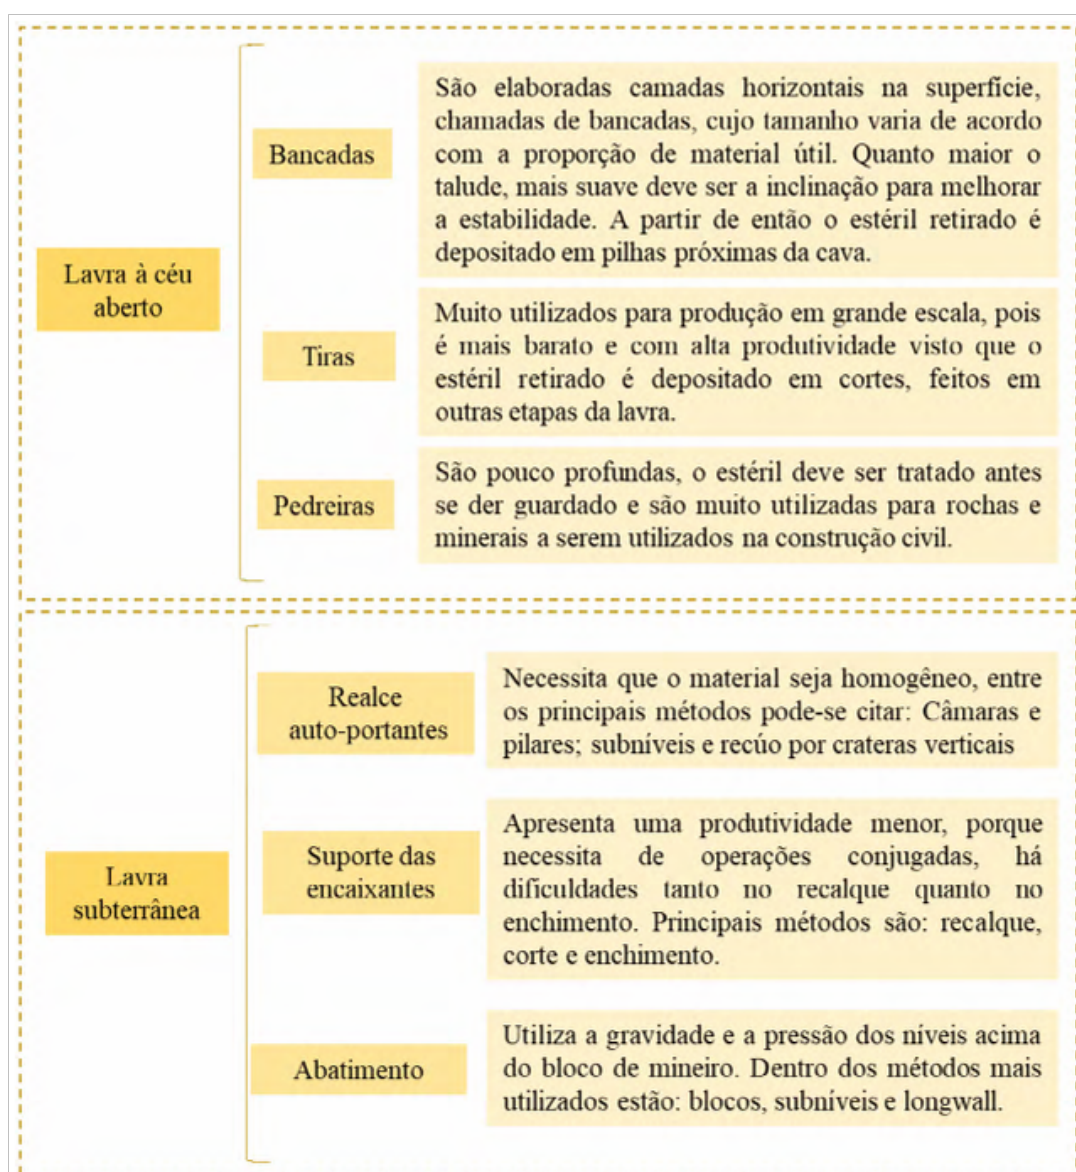 Lavra à céu
aberto
Bancadas
São elaboradas camadas horizontais na superfície,
chamadas de bancadas, cujo tamanho varia de acordo
com a proporção de material útil. Quanto maior o
talude, mais suave deve ser a inclinação para melhorar
a estabilidade. A partir de então o estéril retirado é
depositado em pilhas próximas da cava.
Tiras
Muito utilizados para produção em grande escala, pois
é mais barato e com alta produtividade visto que o
estéril retirado é depositado em cortes, feitos em
outras etapas da lavra.
Pedreiras
São pouco profundas, o estéril deve ser tratado antes
se der guardado e são muito utilizadas para rochas e
minerais a serem utilizados na construção civil.
Lavra
subterrânea
Realce
auto-portantes
Necessita que o material seja homogêneo, entre
os principais métodos pode-se citar: Câmaras e
pilares; subníveis e recúo por crateras verticais
Suporte das
encaixantes
Apresenta uma produtividade menor, porque
necessita de operações conjugadas, há
dificuldades tanto no recalque quanto no
enchimento. Principais métodos são: recalque,
corte e enchimento.
Abatimento
Utiliza a gravidade e a pressão dos níveis acima
do bloco de mineiro. Dentro dos métodos mais
utilizados estão: blocos, subníveis e longwall.